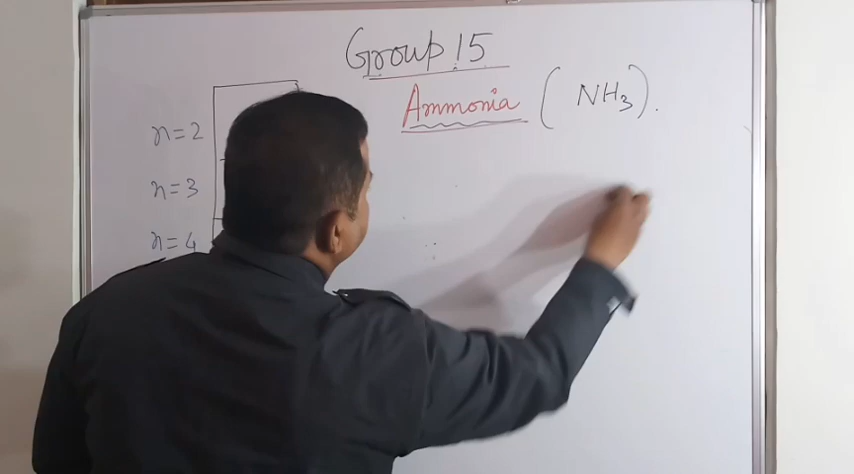 Group 15
Ammonia (NH₃).
n=2
n=3
n=4